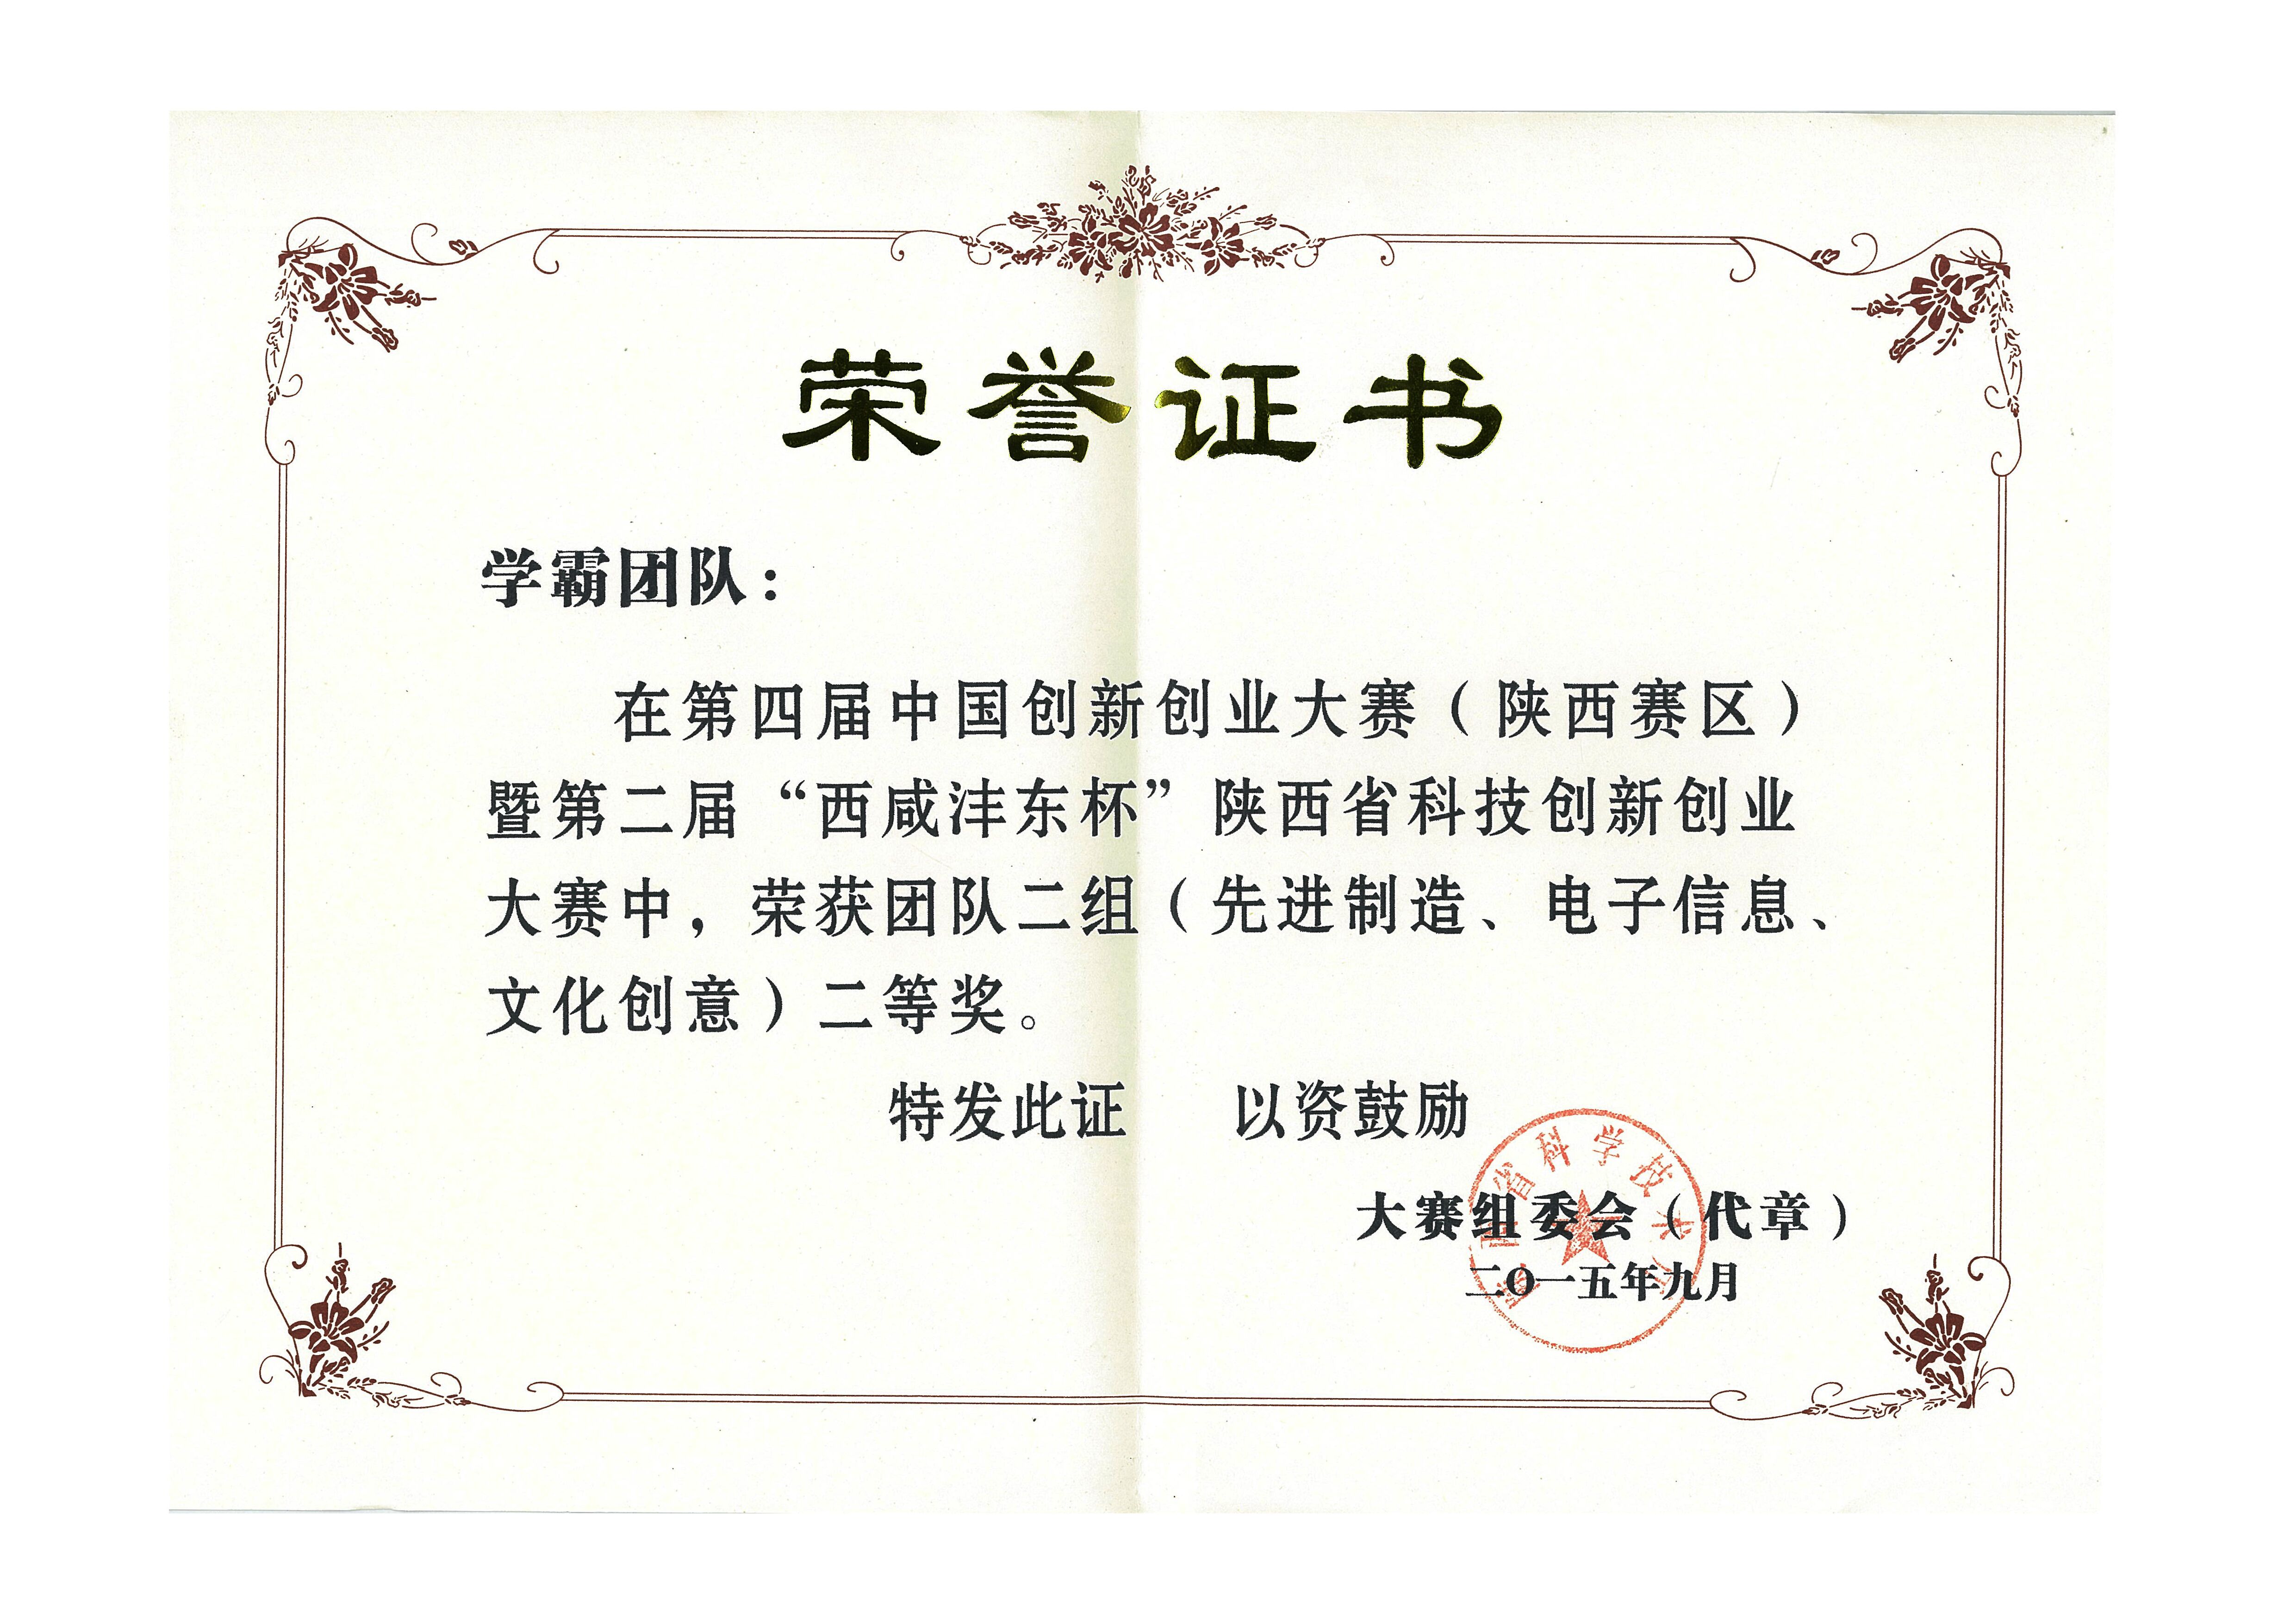 荣誉证书
学霸团队：
在第四届中国创新创业大赛（陕西赛区）
暨第二届“西咸沣东杯”陕西省科技创新创业
大赛中，荣获团队二组（先进制造、电子信息、
文化创意）二等奖。
特发此证　以资鼓励
大赛组委会（代章）
二〇一五年九月
陕西省科学技术厅